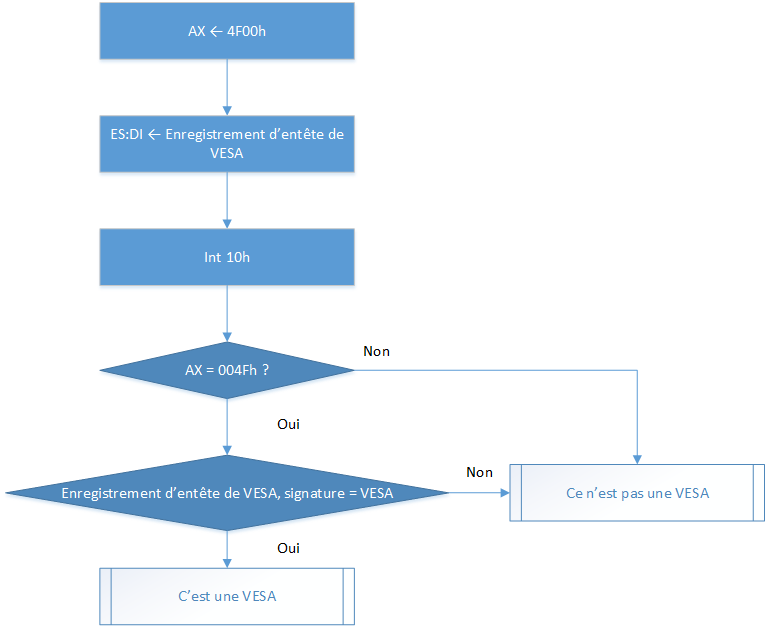 AX ← 4F00h
ES:DI ← Enregistrement d’entête de
VESA
Int 10h
AX = 004Fh ?
Non
Oui
Enregistrement d’entête de VESA, signature = VESA
Non
Ce n’est pas une VESA
Oui
C’est une VESA